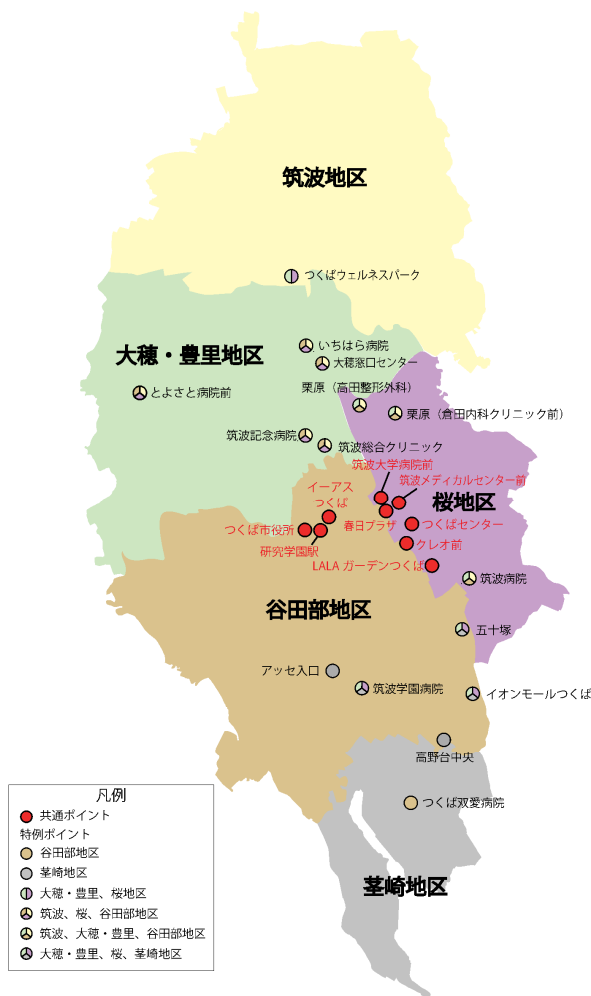 筑波地区
つくばウェルネスパーク
いちはら病院
大穂・豊里地区
大穂窓口センター
とよさと病院前
栗原（高田整形外科）
栗原（倉田内科クリニック前）
筑波記念病院
筑波総合クリニック
筑波大学病院前
筑波メディカルセンター前
イーアス
つくば
桜地区
つくば市役所
春日プラザ
つくばセンター
研究学園駅
クレオ前
LALA ガーデンつくば
筑波病院
谷田部地区
五十塚
アッセ入口
筑波学園病院
イオンモールつくば
高野台中央
つくば双愛病院
茎崎地区
凡例
共通ポイント
特例ポイント
谷田部地区
茎崎地区
大穂・豊里、桜地区
筑波、桜、谷田部地区
筑波、大穂・豊里、谷田部地区
大穂・豊里、桜、茎崎地区